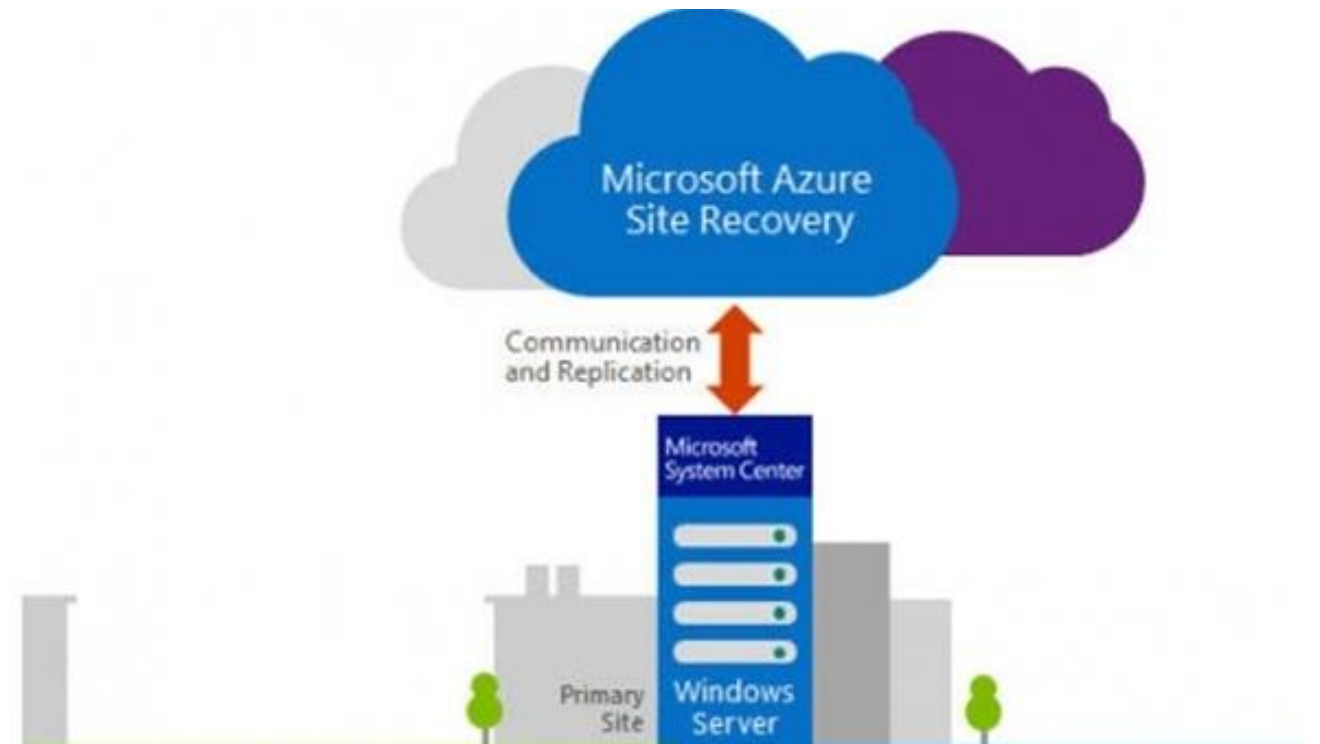 Microsoft Azure
Site Recovery
Communication
and Replication
Microsoft
System Center
Primary
Site
Windows
Server